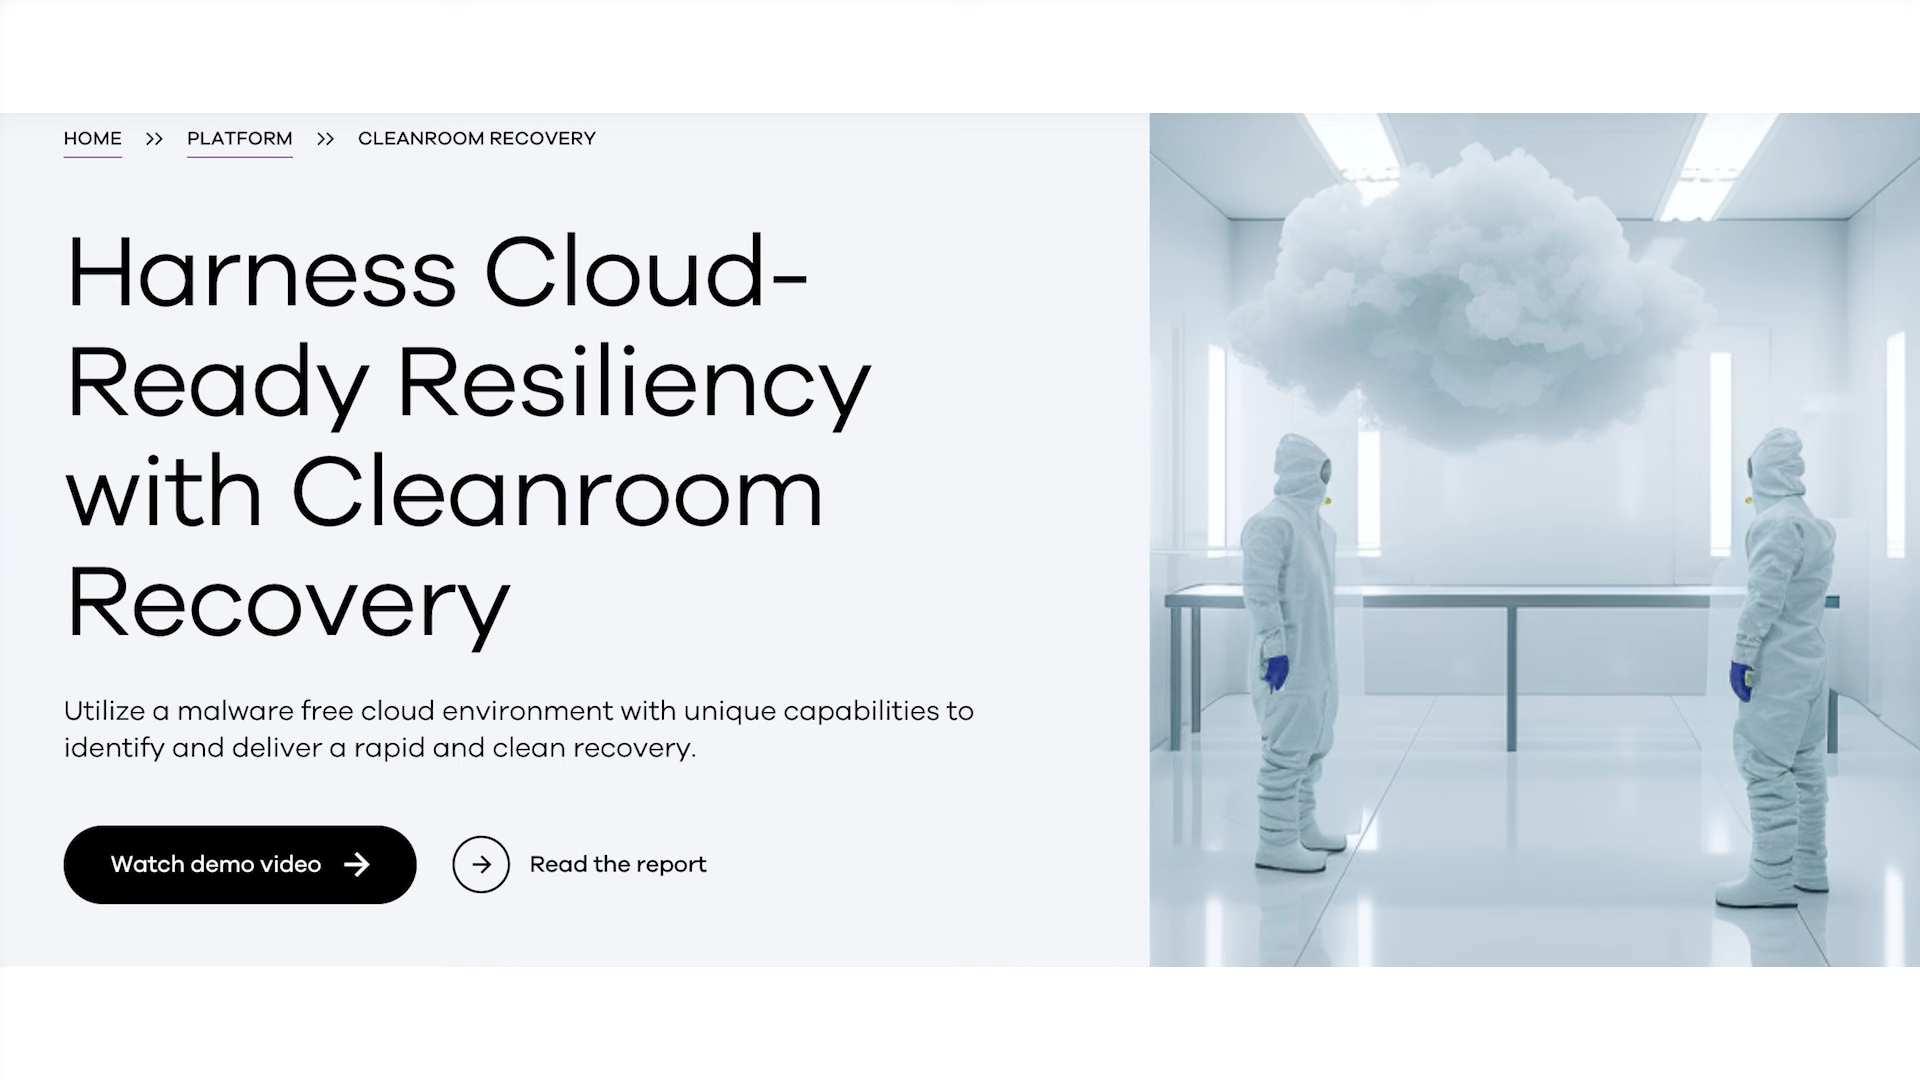 HOME >> PLATFORM >> CLEANROOM RECOVERY
Harness Cloud-
Ready Resiliency
with Cleanroom
Recovery
Utilize a malware free cloud environment with unique capabilities to
identify and deliver a rapid and clean recovery.
Watch demo video → → Read the report